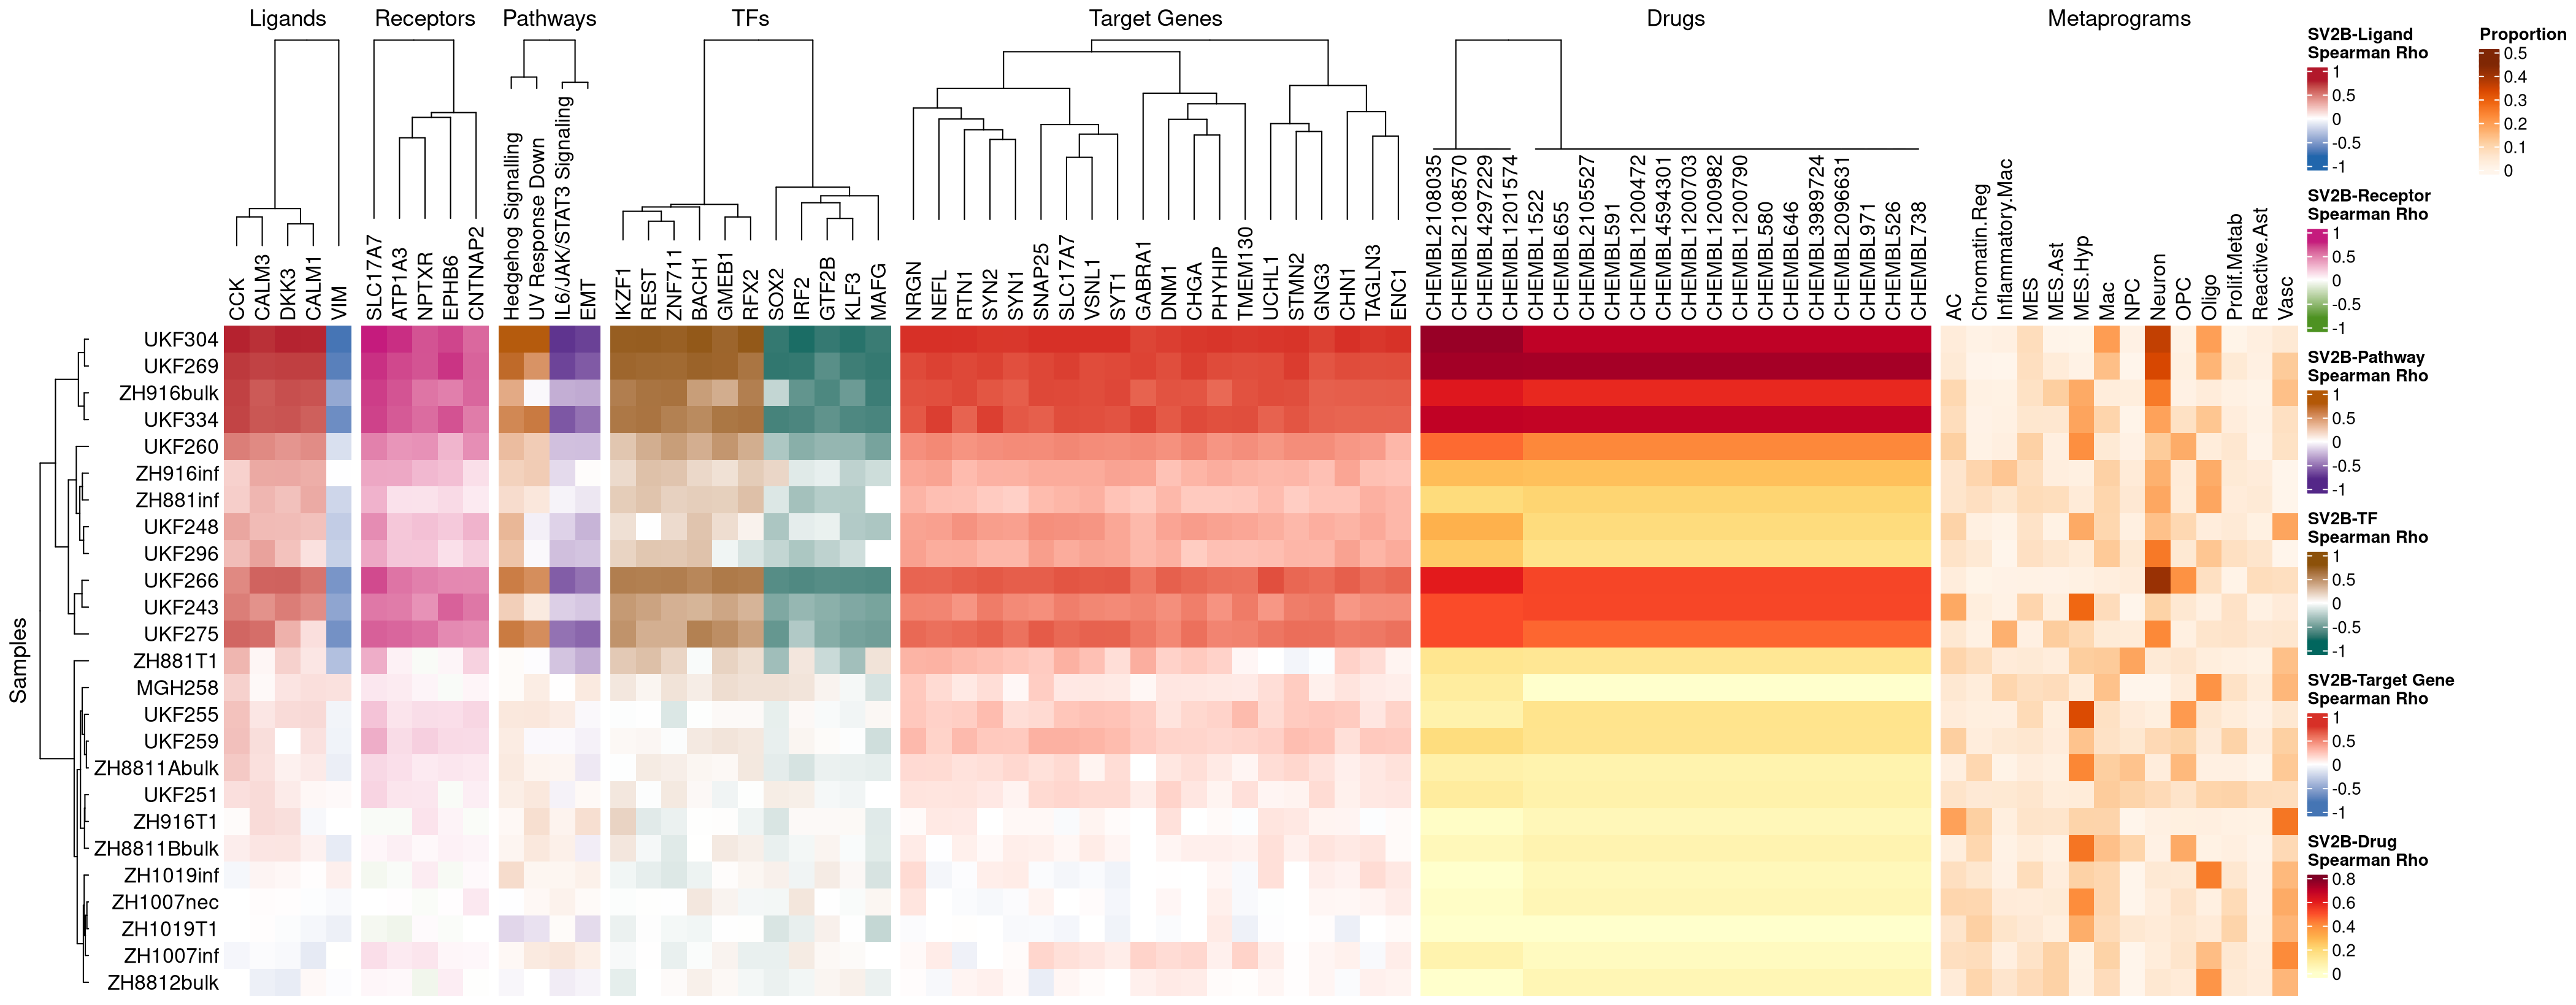 Ligands
Receptors
Pathways
TFs
Target Genes
Drugs
Metaprograms
CCK
CALM3
DKK3
CALM1
VIM
SLC17A7
ATP1A3
NPTXR
EPHB6
CNTNAP2
Hedgehog Signalling
UV Response Down
IL6/JAK/STAT3 Signaling
EMT
IKZF1
REST
ZNF711
BACH1
GMEB1
RFX2
SOX2
IRF2
GTF2B
KLF3
MAFG
NRGN
NEFL
RTN1
SYN2
SYN1
SNAP25
SLC17A7
VSNL1
SYT1
GABRA1
DNM1
CHGA
PHYHIP
TMEM130
UCHL1
STMN2
GNG3
CHN1
TAGLN3
ENC1
CHEMBL2108035
CHEMBL2108570
CHEMBL4297229
CHEMBL1201574
CHEMBL1522
CHEMBL655
CHEMBL2105527
CHEMBL591
CHEMBL1200472
CHEMBL4594301
CHEMBL1200703
CHEMBL1200982
CHEMBL1200790
CHEMBL580
CHEMBL646
CHEMBL3989724
CHEMBL2096631
CHEMBL971
CHEMBL526
CHEMBL738
AC
Chromatin.Reg
Inflammatory.Mac
MES
MES.Ast
MES.Hyp
Mac
NPC
Neuron
OPC
Oligo
Prolif.Metab
Reactive.Ast
Vasc
Samples
UKF304
UKF269
ZH916bulk
UKF334
UKF260
ZH916inf
ZH881inf
UKF248
UKF296
UKF266
UKF243
UKF275
ZH881T1
MGH258
UKF255
UKF259
ZH8811Abulk
UKF251
ZH916T1
ZH8811Bbulk
ZH1019inf
ZH1007nec
ZH1019T1
ZH1007inf
ZH8812bulk
SV2B-Ligand
Spearman Rho
1
0.5
0
-0.5
-1
SV2B-Receptor
Spearman Rho
1
0.5
0
-0.5
-1
SV2B-Pathway
Spearman Rho
1
0.5
0
-0.5
-1
SV2B-TF
Spearman Rho
1
0.5
0
-0.5
-1
SV2B-Target Gene
Spearman Rho
1
0.5
0
-0.5
-1
SV2B-Drug
Spearman Rho
0.8
0.6
0.4
0.2
0
Proportion
0.5
0.4
0.3
0.2
0.1
0